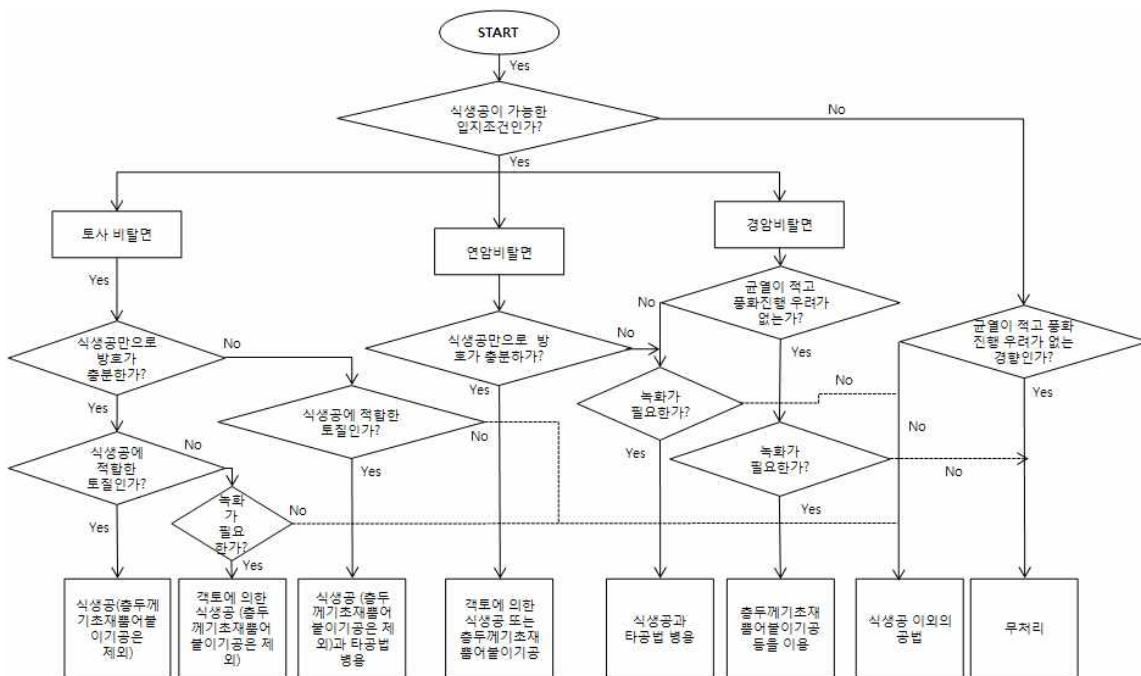 START
Yes
식생공이 가능한
입지조건인가?
No
Yes
토사 비탈면
연암비탈면
경암비탈면
Yes
균열이 적고
풍화진행 우려가
없는가?
No
식생공만으로
방호가
충분한가?
No
식생공만으로 방
호가 충분하가?
No
균열이 적고 풍화
진행 우려가 없는
경향인가?
Yes
Yes
Yes
Yes
식생공에 적합한
토질인가?
No
녹화가
필요한가?
No
No
식생공에
적합한
토질인가?
No
Yes
Yes
녹화가
필요한가?
No
Yes
녹화
가
필요
한가?
No
Yes
Yes
식생공(층두께
기초재뿜어붙
이기공은
제외)
객토에 의한
식생공 (층두
께기초재뿜어
붙이기공은 제
외)
식생공 (층두
께기초재뿜어
붙이기공은 제
외)과 타공법
병용
객토에 의한
식생공 또는
층두께기초재
뿜어붙이기공
식생공과
타공법 병용
층두께기초재
뿜어붙이기공
등을 이용
식생공 이외의
공법
무처리